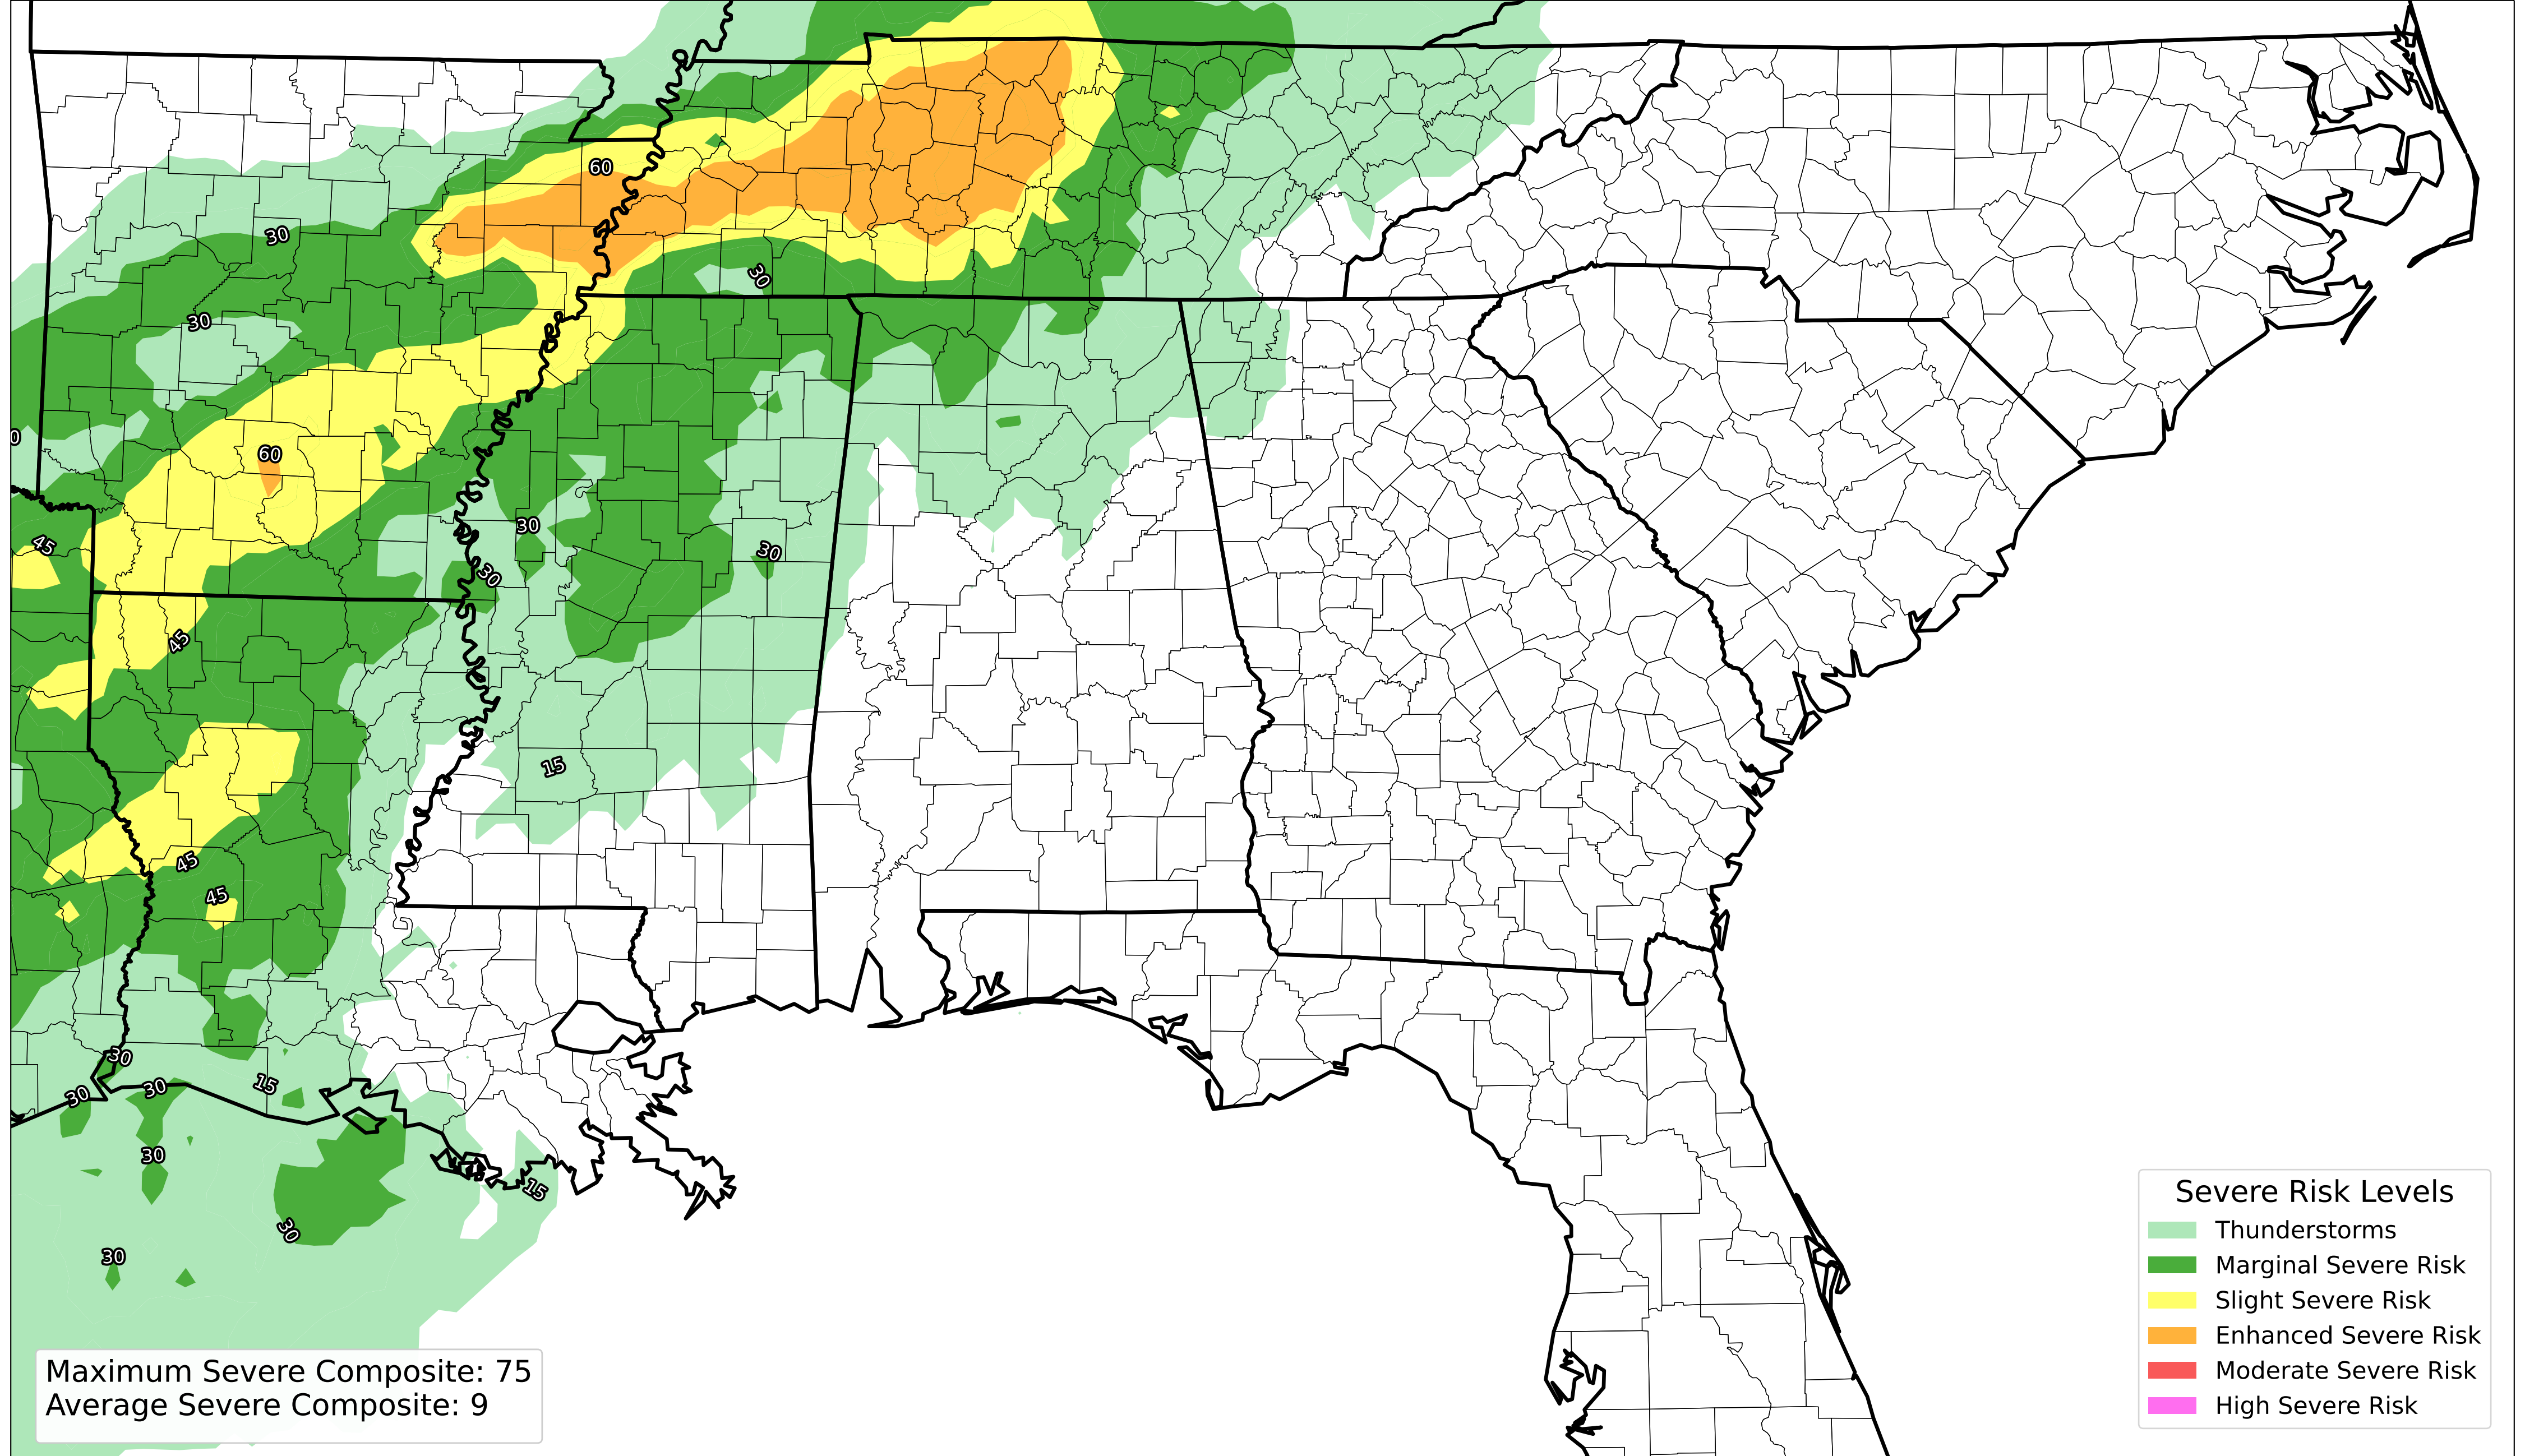 60
30
30
30
0
60
45
30
30
30
45
15
45
45
30
30
30
15
30
15
30
30
Severe Risk Levels
Thunderstorms
Marginal Severe Risk
Slight Severe Risk
Enhanced Severe Risk
Moderate Severe Risk
High Severe Risk
Maximum Severe Composite: 75
Average Severe Composite: 9